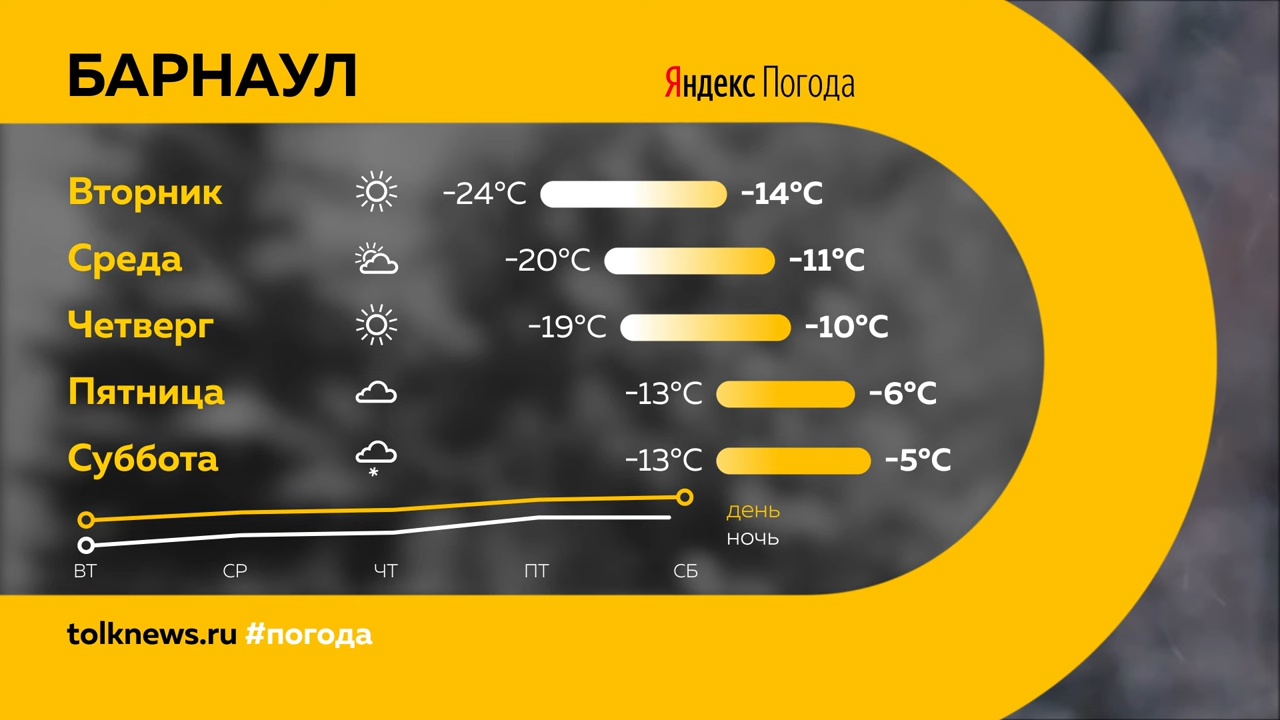 БАРНАУЛ
Яндекс Погода
Вторник -24°C -14°C
Среда -20°C -11°C
Четверг -19°C -10°C
Пятница -13°C -6°C
Суббота -13°C -5°C
день
ночь
ВТ СР ЧТ ПТ СБ
tolknews.ru #погода